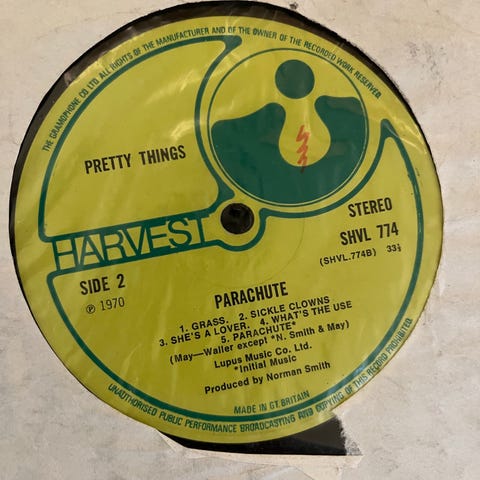 THE GRAMOPHONE CO LTD. ALL RIGHTS OF THE MANUFACTURER AND OF THE OWNER OF THE RECORDED WORK RESERVED.
PRETTY THINGS
HARVEST
STEREO
SHVL 774
(SHVL.774B) 33⅓
SIDE 2
℗ 1970
PARACHUTE
1. GRASS. 2. SICKLE CLOWNS
3. SHE'S A LOVER. 4. WHAT'S THE USE
5. PARACHUTE*
(May—Waller except *N. Smith & May)
Lupus Music Co. Ltd.
*Initial Music
Produced by Norman Smith
MADE IN GT. BRITAIN
UNAUTHORISED PUBLIC PERFORMANCE BROADCASTING AND COPYING OF THIS RECORD PROHIBITED.